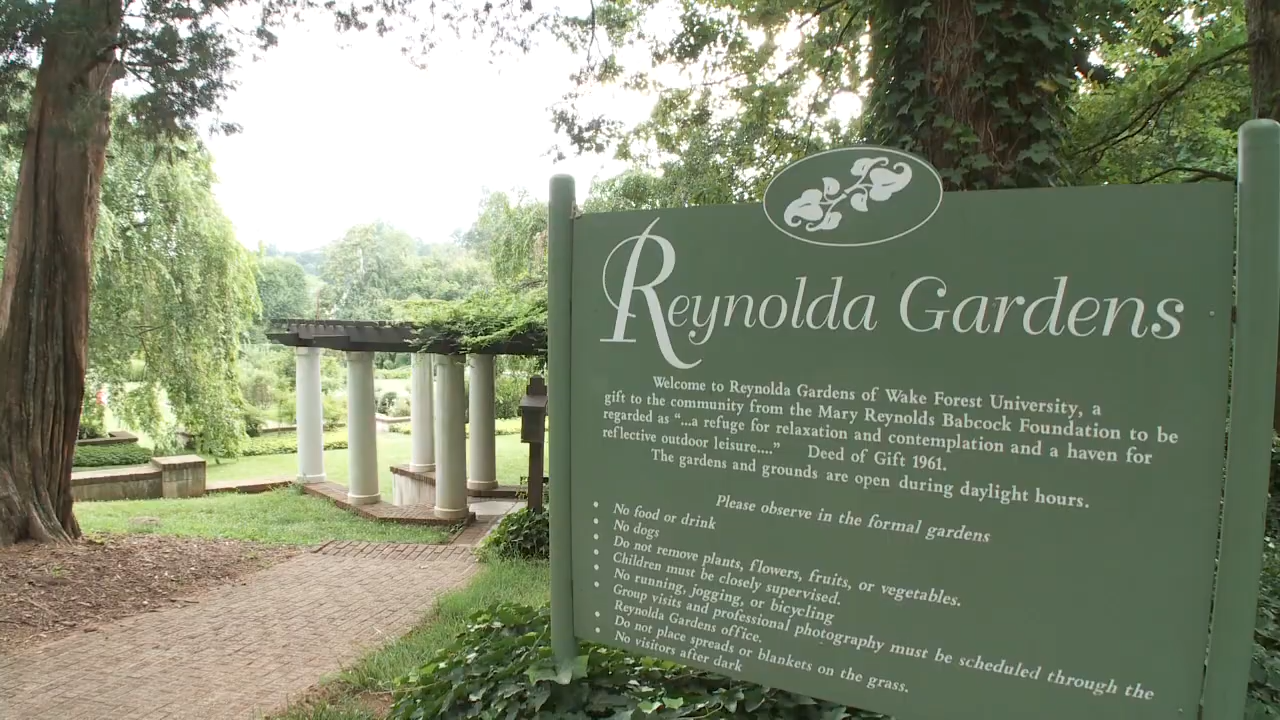 Reynolda Gardens
Welcome to Reynolda Gardens of Wake Forest University, a
gift to the community from the Mary Reynolds Babcock Foundation to be
regarded as "...a refuge for relaxation and contemplation and a haven for
reflective outdoor leisure...." Deed of Gift 1961.
The gardens and grounds are open during daylight hours.
Please observe in the formal gardens
• No food or drink
• No dogs
• Do not remove plants, flowers, fruits, or vegetables.
• Children must be closely supervised.
• No running, jogging, or bicycling
• Group visits and professional photography must be scheduled through the
Reynolda Gardens office.
• Do not place spreads or blankets on the grass.
• No visitors after dark